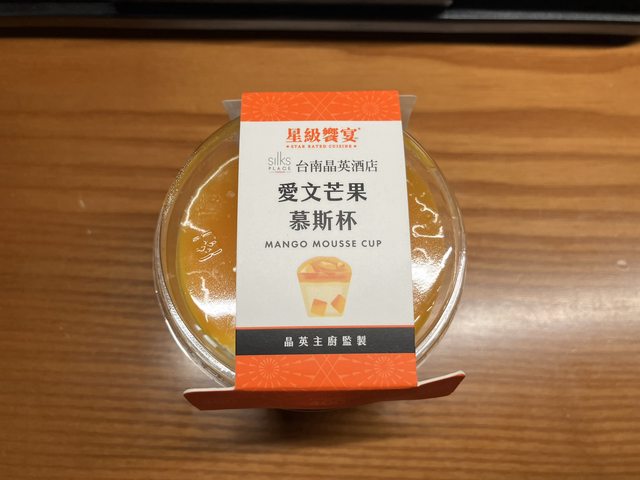 星級饗宴
STAR RATED CUISINE
silks
PLACE
台南晶英酒店
愛文芒果
慕斯杯
MANGO MOUSSE CUP
晶英主廚監製